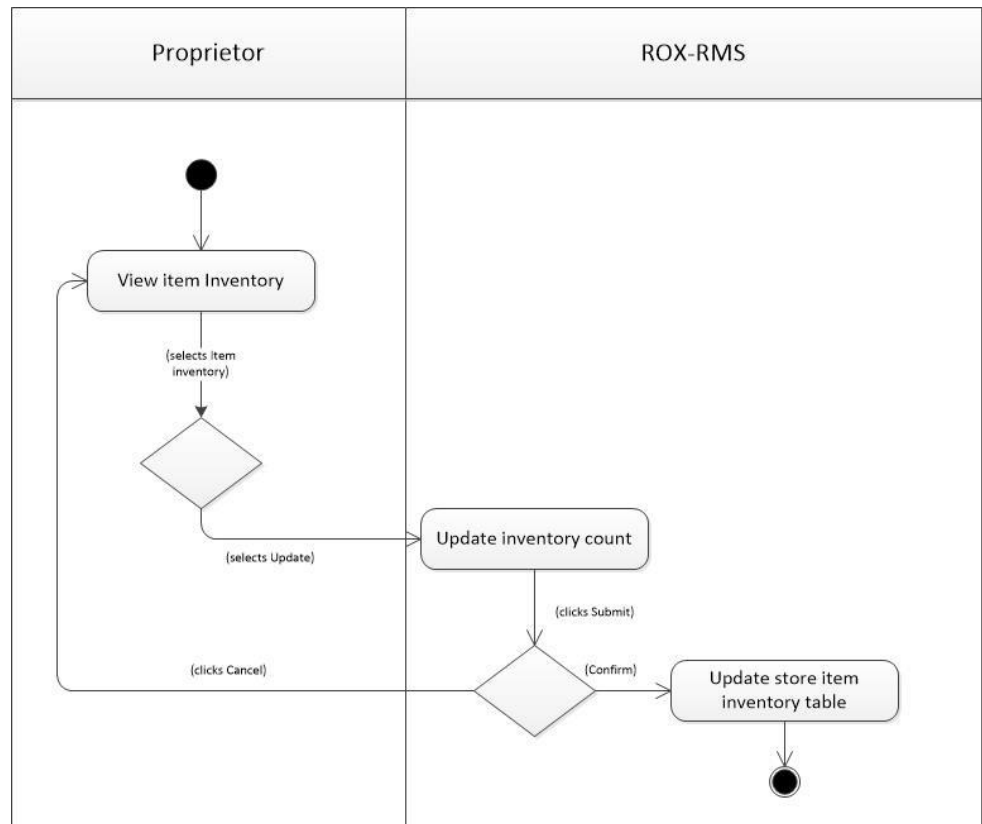 Proprietor
ROX-RMS
View item Inventory
(selects Item
inventory)
(selects Update)
Update inventory count
(clicks Submit)
(clicks Cancel)
(Confirm)
Update store item
inventory table